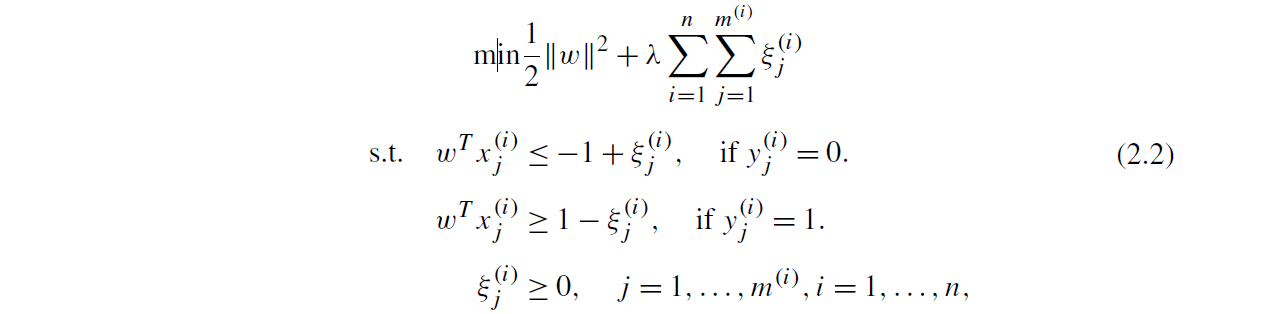 min 1/2 ‖w‖² + λ ∑_{i=1}^{n} ∑_{j=1}^{m^{(i)}} ξ_j^{(i)}
s.t. w^T x_j^{(i)} ≤ −1 + ξ_j^{(i)}, if y_j^{(i)} = 0. (2.2)
w^T x_j^{(i)} ≥ 1 − ξ_j^{(i)}, if y_j^{(i)} = 1.
ξ_j^{(i)} ≥ 0, j = 1, . . . , m^{(i)}, i = 1, . . . , n,